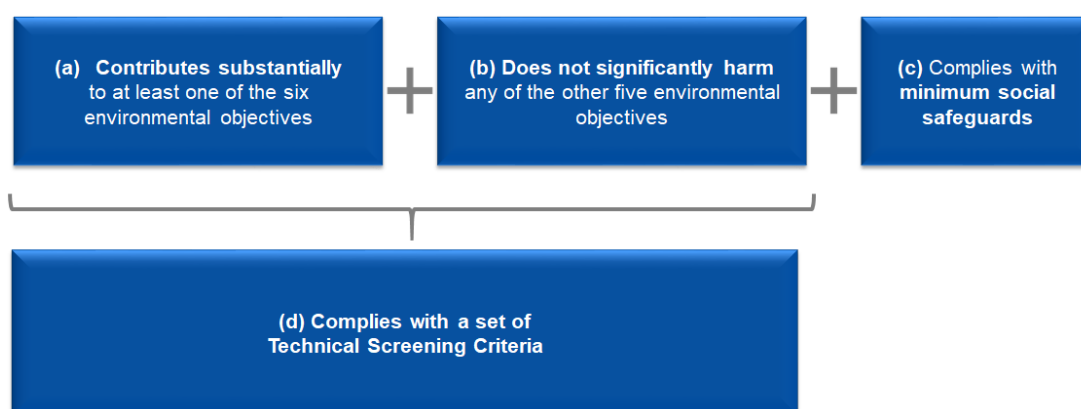 (a) Contributes substantially
to at least one of the six
environmental objectives
+
(b) Does not significantly harm
any of the other five environmental
objectives
+
(c) Complies with
minimum social
safeguards
(d) Complies with a set of
Technical Screening Criteria